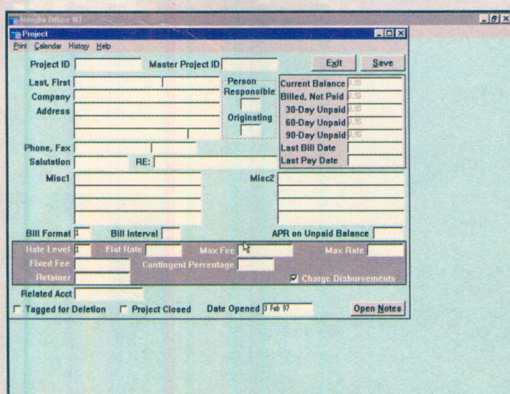 Project
Print Calendar History Help
Project ID Master Project ID Exit Save
Last, First
Company
Address
Person Responsible
Originating
Current Balance
Billed, Not Paid
30-Day Unpaid
60-Day Unpaid
90-Day Unpaid
Last Bill Date
Last Pay Date
Phone, Fax
Salutation RE:
Misc1 Misc2
Bill Format Bill Interval APR on Unpaid Balance
Rate Level Flat Rate Max Fee Max Rate
Fixed Fee Contingent Percentage
Retainer Charge Disbursements
Related Acct
Tagged for Deletion Project Closed Date Opened 3 Feb 97 Open Notes